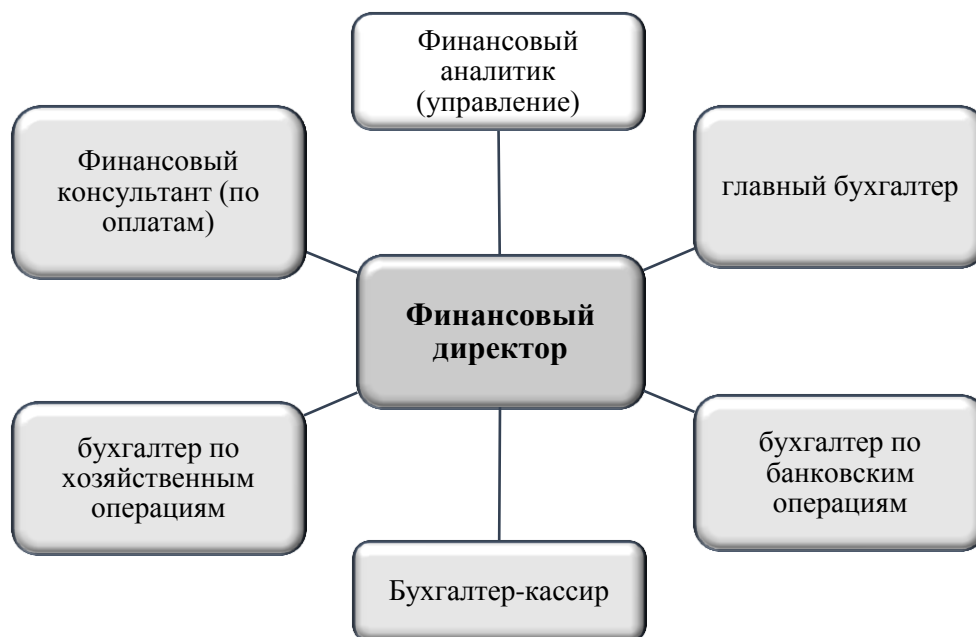 Финансовый
аналитик
(управление)
Финансовый
консультант (по
оплатам)
главный бухгалтер
Финансовый
директор
бухгалтер по
хозяйственным
операциям
бухгалтер по
банковским
операциям
Бухгалтер-кассир